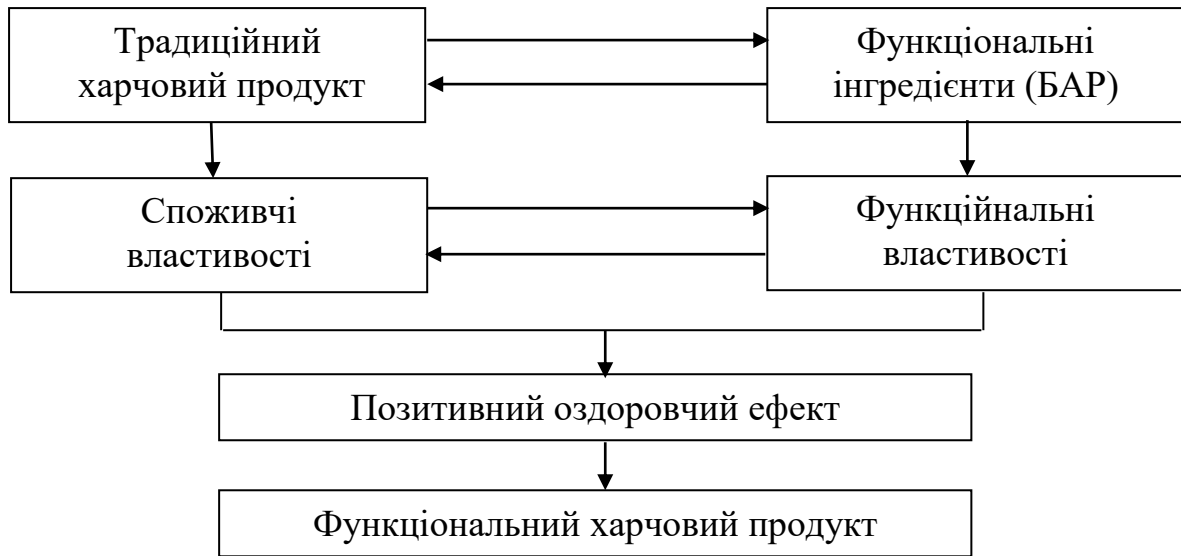 Традиційний
харчовий продукт
Функціональні
інгредієнти (БАР)
Споживчі
властивості
Функційнальні
властивості
Позитивний оздоровчий ефект
Функціональний харчовий продукт